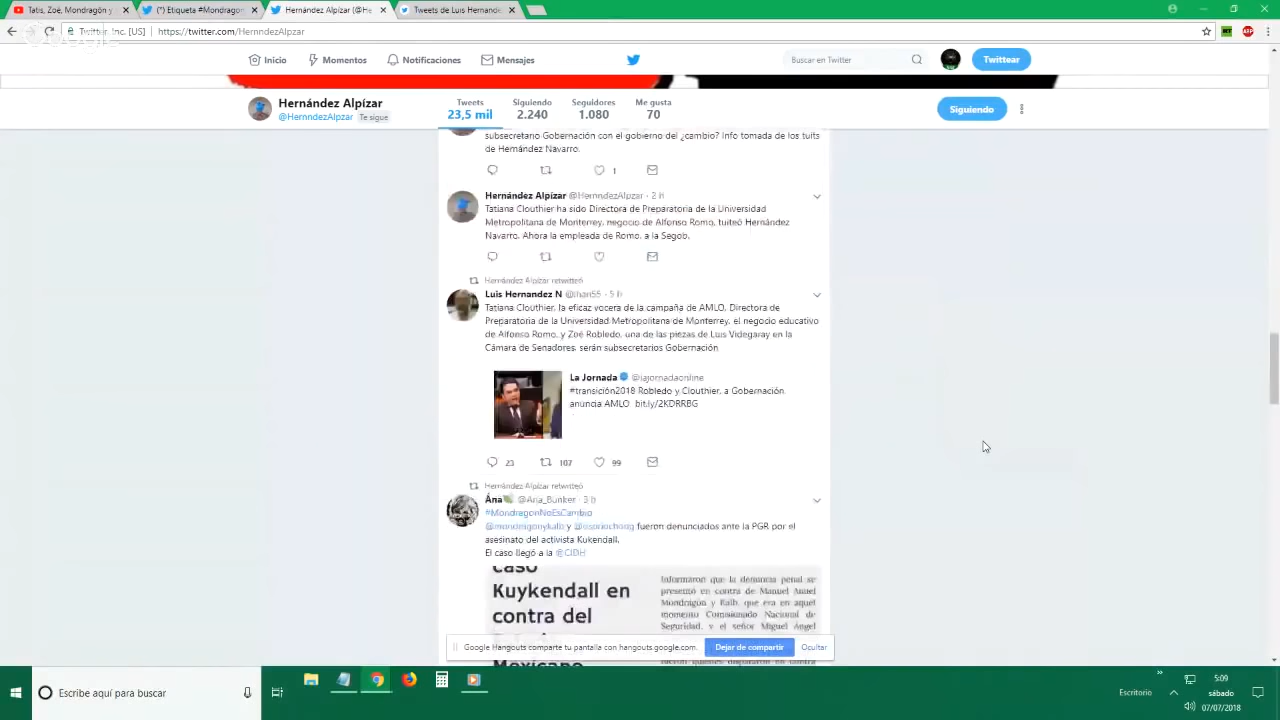 Tatis, Zoé, Mondragón y
(*) Etiqueta #Mondragon
Hernández Alpízar (@He
Tweets de Luis Hernande
Twitter, Inc. [US]
https://twitter.com/HernndezAlpzar
Inicio
Momentos
Notificaciones
Mensajes
Buscar en Twitter
Twittear
Hernández Alpízar
@HernndezAlpzar Te sigue
Tweets
23,5 mil
Siguiendo
2.240
Seguidores
1.080
Me gusta
70
Siguiendo
subsecretario Gobernación con el gobierno del ¿cambio? Info tomada de los tuits
de Hernández Navarro.
1
Hernández Alpízar @HernndezAlpzar · 2 h
Tatiana Clouthier ha sido Directora de Preparatoria de la Universidad
Metropolitana de Monterrey, negocio de Alfonso Romo, tuiteó Hernández
Navarro. Ahora la empleada de Romo, a la Segob.
Hernández Alpízar retwitteó
Luis Hernandez N @lhan55 · 5 h
Tatiana Clouthier, la eficaz vocera de la campaña de AMLO, Directora de
Preparatoria de la Universidad Metropolitana de Monterrey, el negocio educativo
de Alfonso Romo, y Zoé Robledo, una de las piezas de Luis Videgaray en la
Cámara de Senadores, serán subsecretarios Gobernación
La Jornada @lajornadaonline
#transición2018 Robledo y Clouthier, a Gobernación,
anuncia AMLO bit.ly/2KDRRBG
23 107 99
Hernández Alpízar retwitteó
Ána @Ana_Bunker · 3 h
#MondragonNoEsCambio
@mondragonykalb y @osoriochong fueron denunciados ante la PGR por el
asesinato del activista Kukendall.
El caso llegó a la @CIDH
caso
Kuykendall en
contra del
Mexicano
Informaron que la denuncia penal se
presentó en contra de Manuel Ángel
Mondragón y Kalb, que era en aquel
momento Comisionado Nacional de
Seguridad, y el señor Miguel Ángel
Google Hangouts comparte tu pantalla con hangouts.google.com.
Dejar de compartir
Ocultar
Escribe aquí para buscar
Escritorio
5:09
sábado
07/07/2018